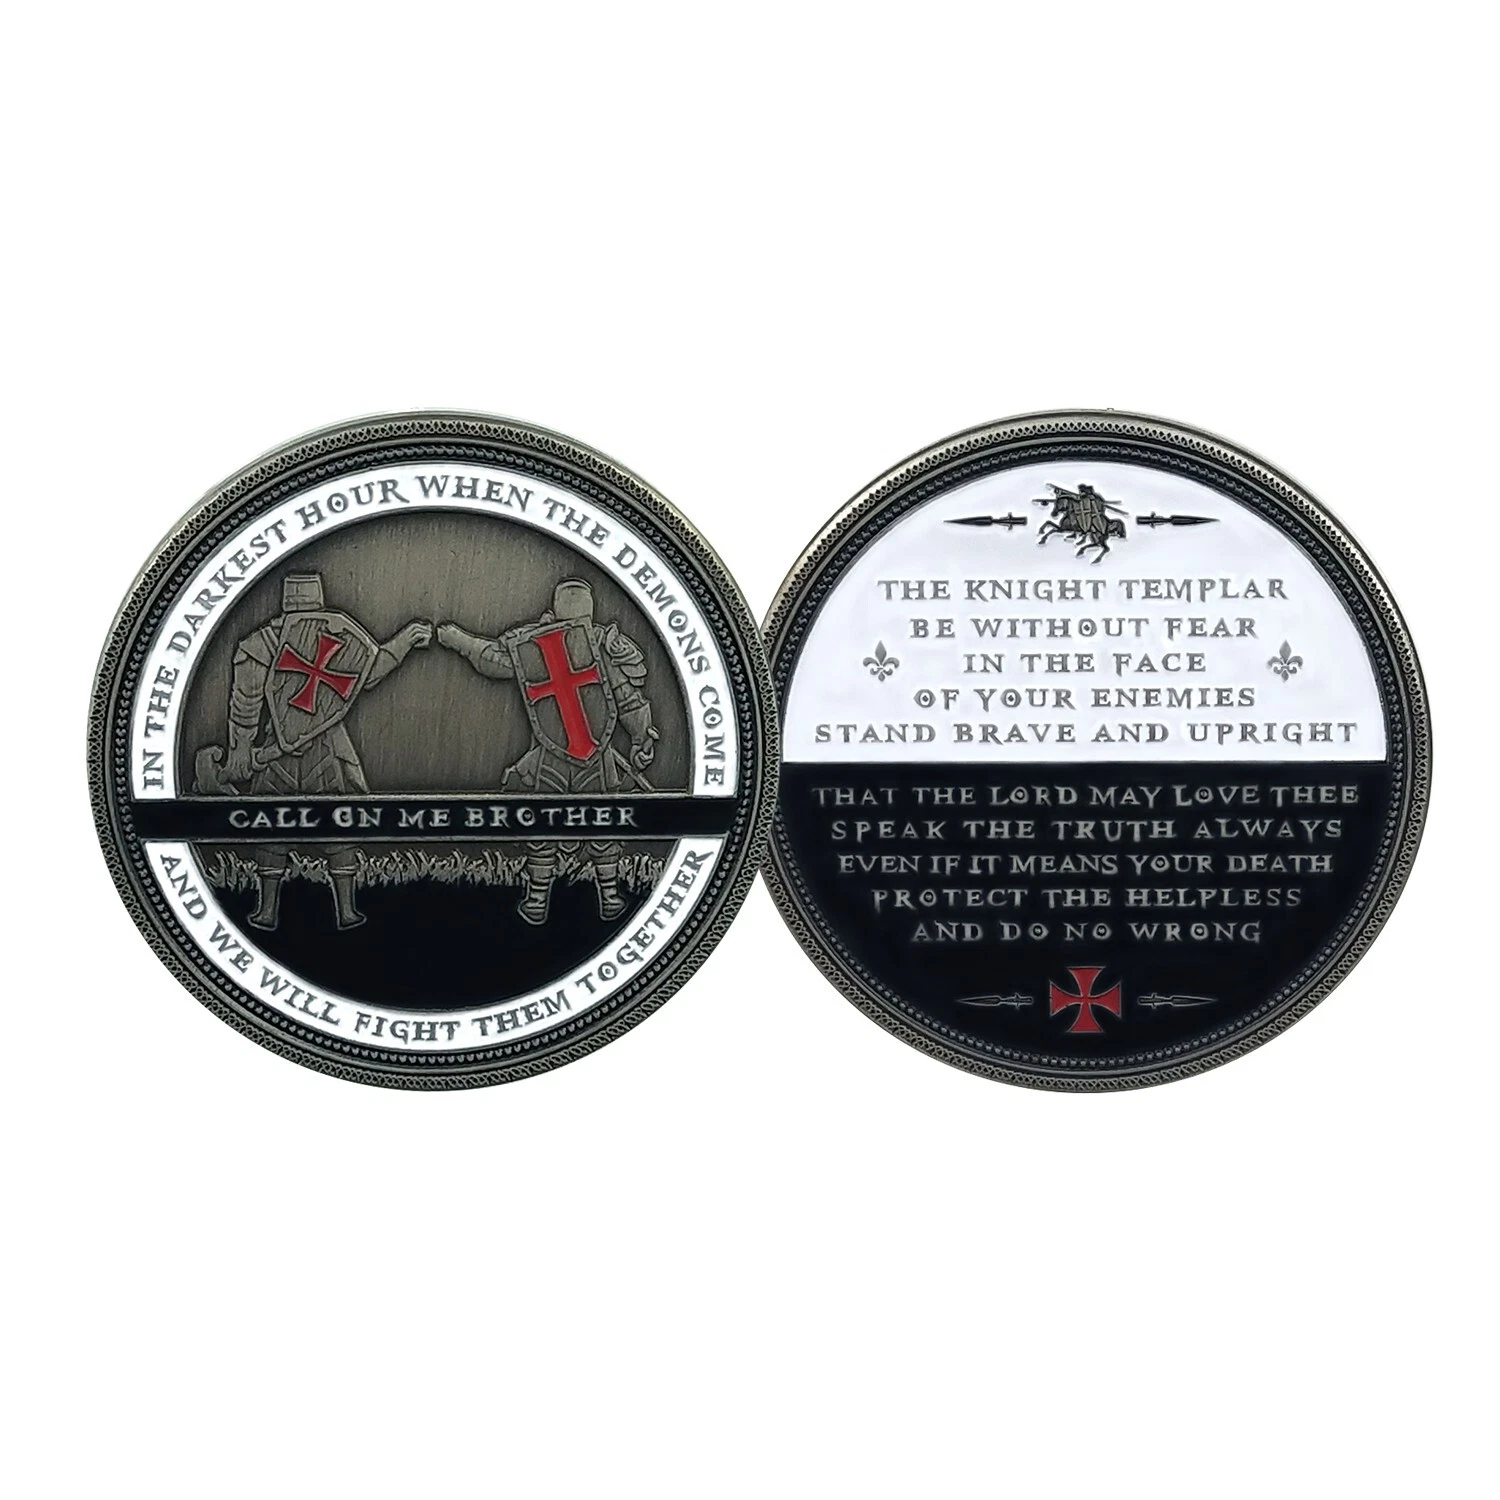 IN THE DARKEST HOUR WHEN THE DEMONS COME
CALL ON ME BROTHER
AND WE WILL FIGHT THEM TOGETHER
THE KNIGHT TEMPLAR
BE WITHOUT FEAR
IN THE FACE
OF YOUR ENEMIES
STAND BRAVE AND UPRIGHT
THAT THE LORD MAY LOVE THEE
SPEAK THE TRUTH ALWAYS
EVEN IF IT MEANS YOUR DEATH
PROTECT THE HELPLESS
AND DO NO WRONG